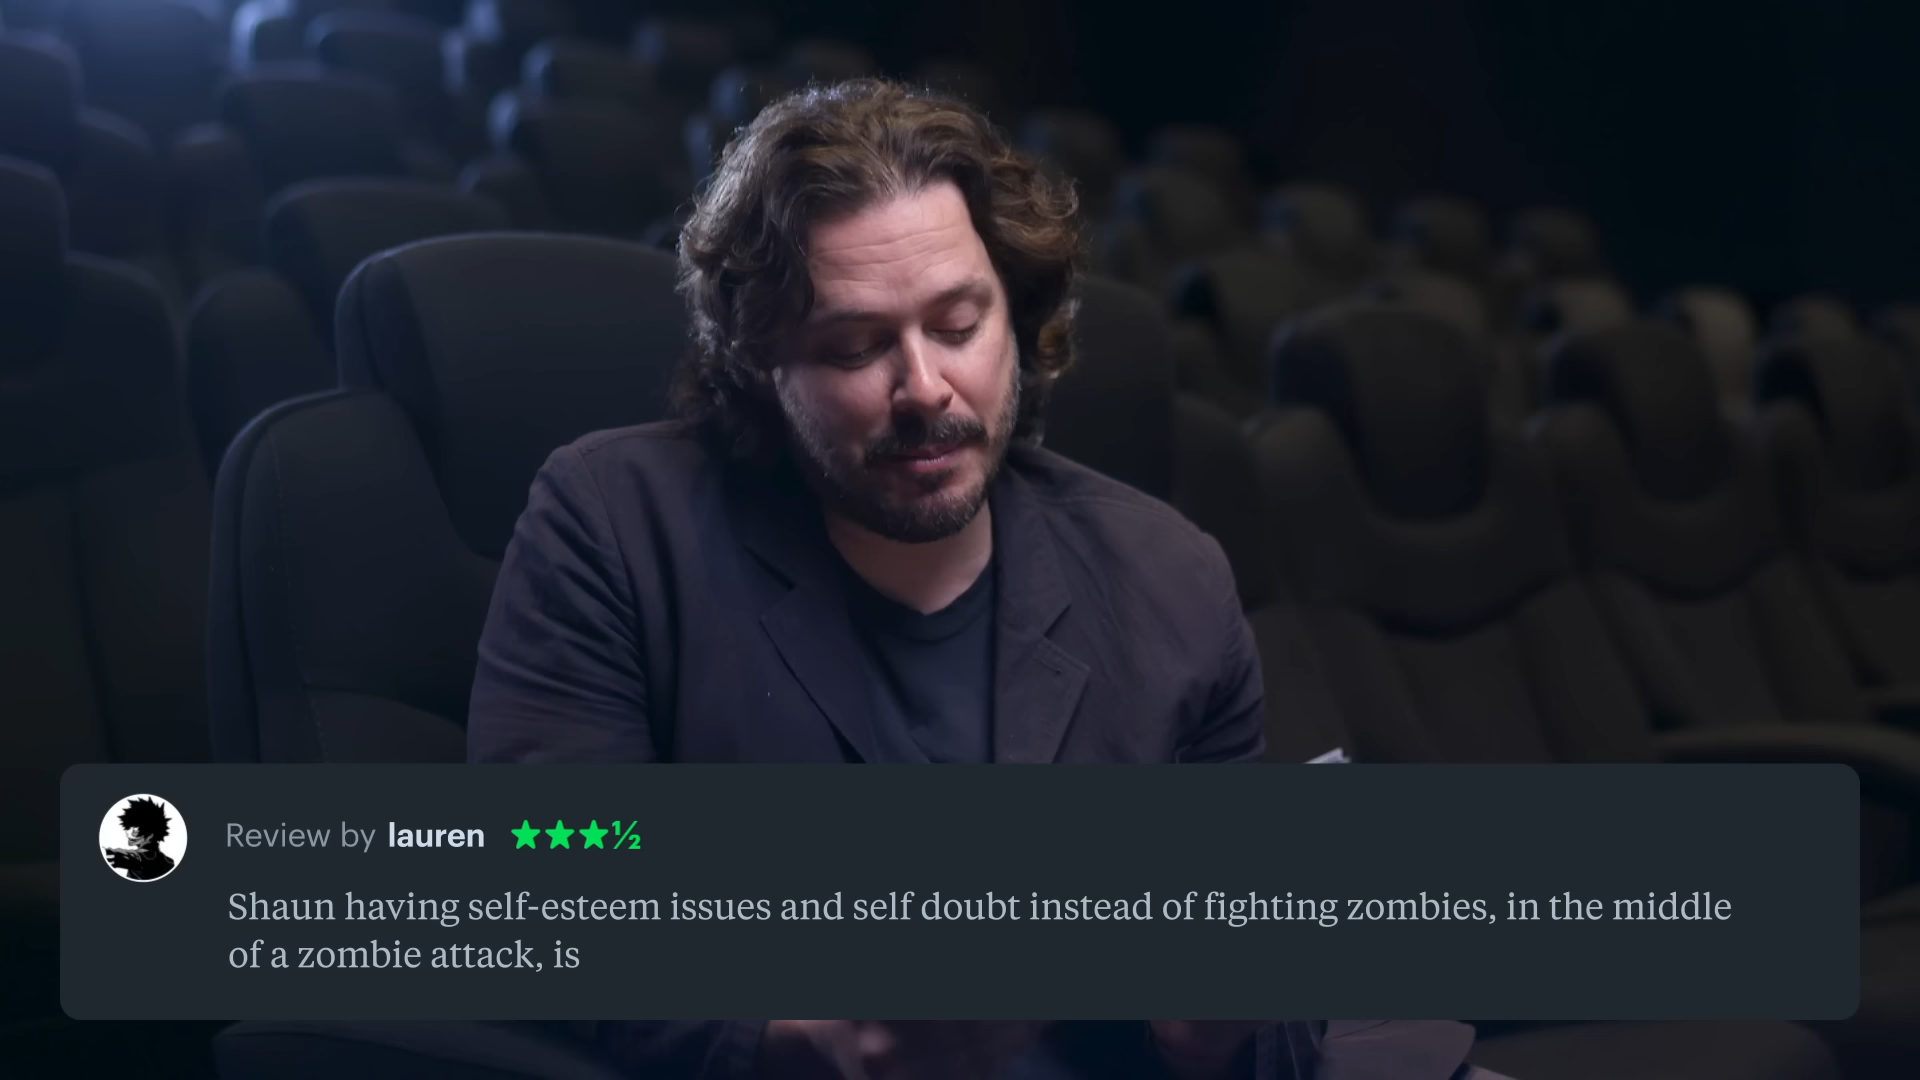 Review by lauren ★★★½
Shaun having self-esteem issues and self doubt instead of fighting zombies, in the middle
of a zombie attack, is